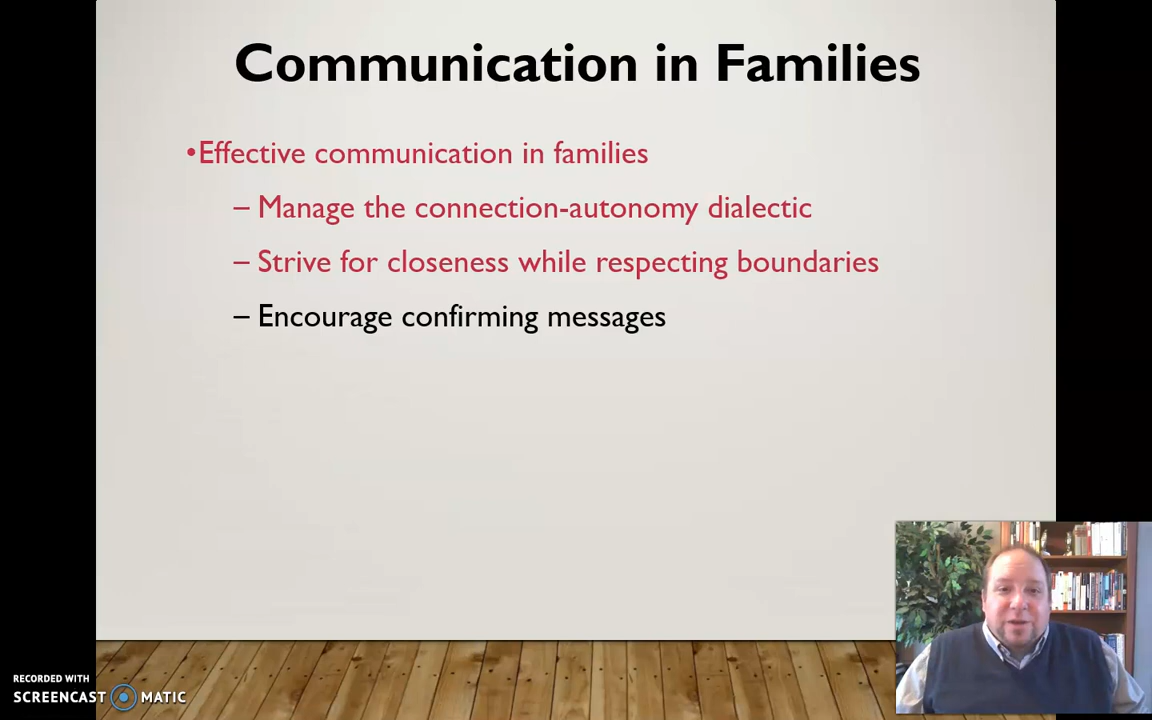 Communication in Families
•Effective communication in families
– Manage the connection-autonomy dialectic
– Strive for closeness while respecting boundaries
– Encourage confirming messages
RECORDED WITH
SCREENCAST MATIC